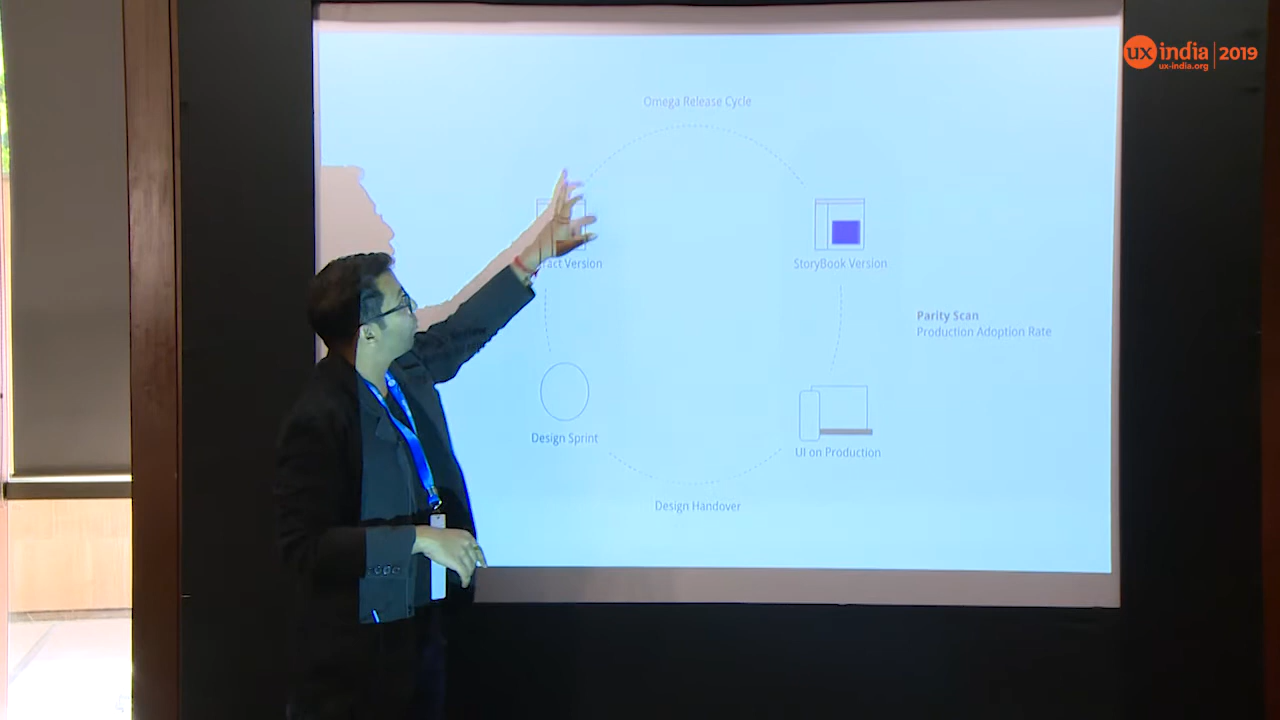 ux india 2019
ux-india.org
Omega Release Cycle
Version
StoryBook Version
Parity Scan
Production Adoption Rate
Design Sprint
UI on Production
Design Handover